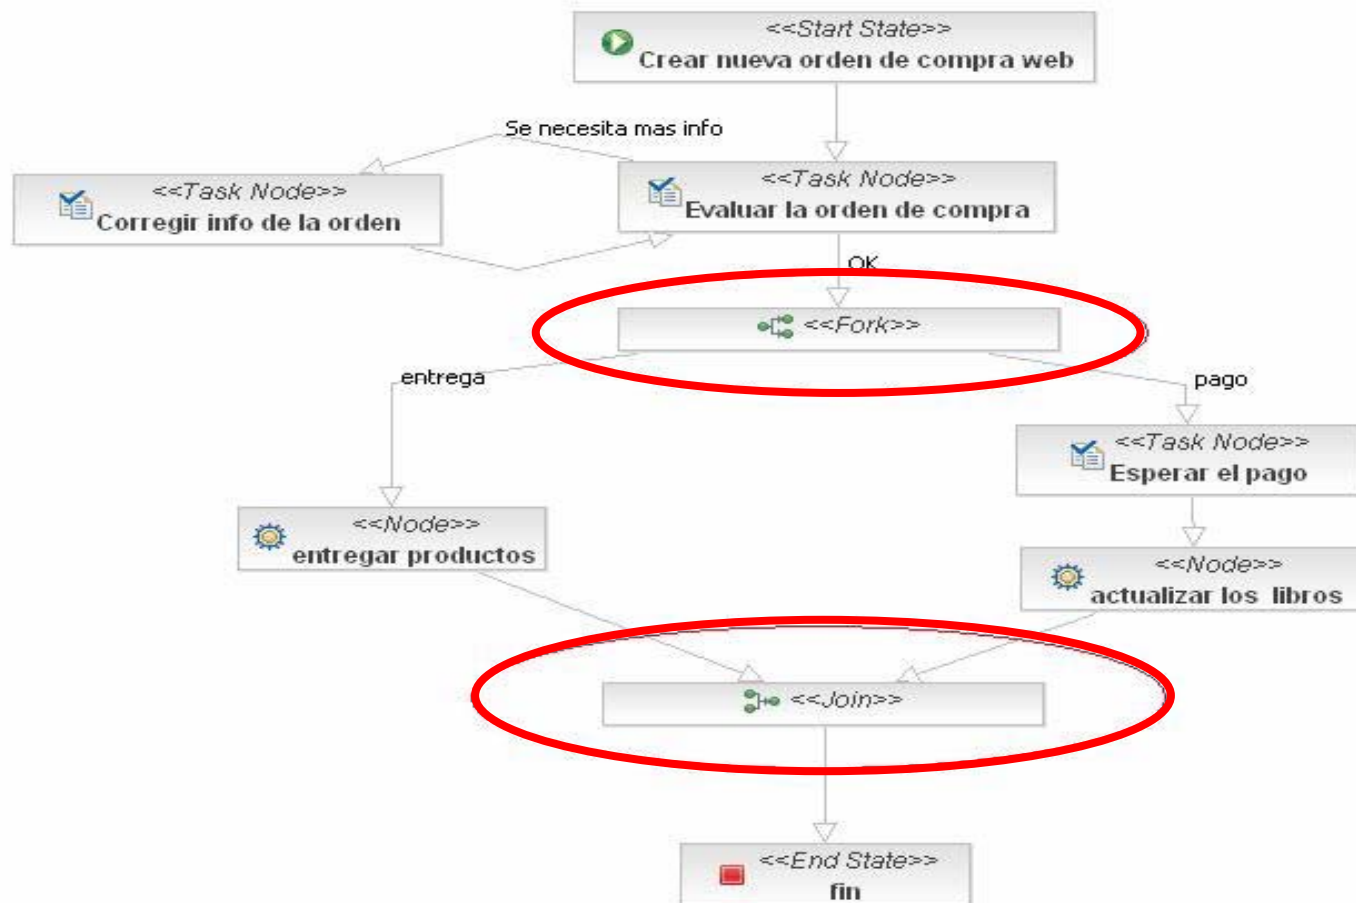 <<Start State>>
Crear nueva orden de compra web
Se necesita mas info
<<Task Node>>
Corregir info de la orden
<<Task Node>>
Evaluar la orden de compra
OK
<<Fork>>
entrega
pago
<<Task Node>>
Esperar el pago
<<Node>>
entregar productos
<<Node>>
actualizar los libros
<<Join>>
<<End State>>
fin